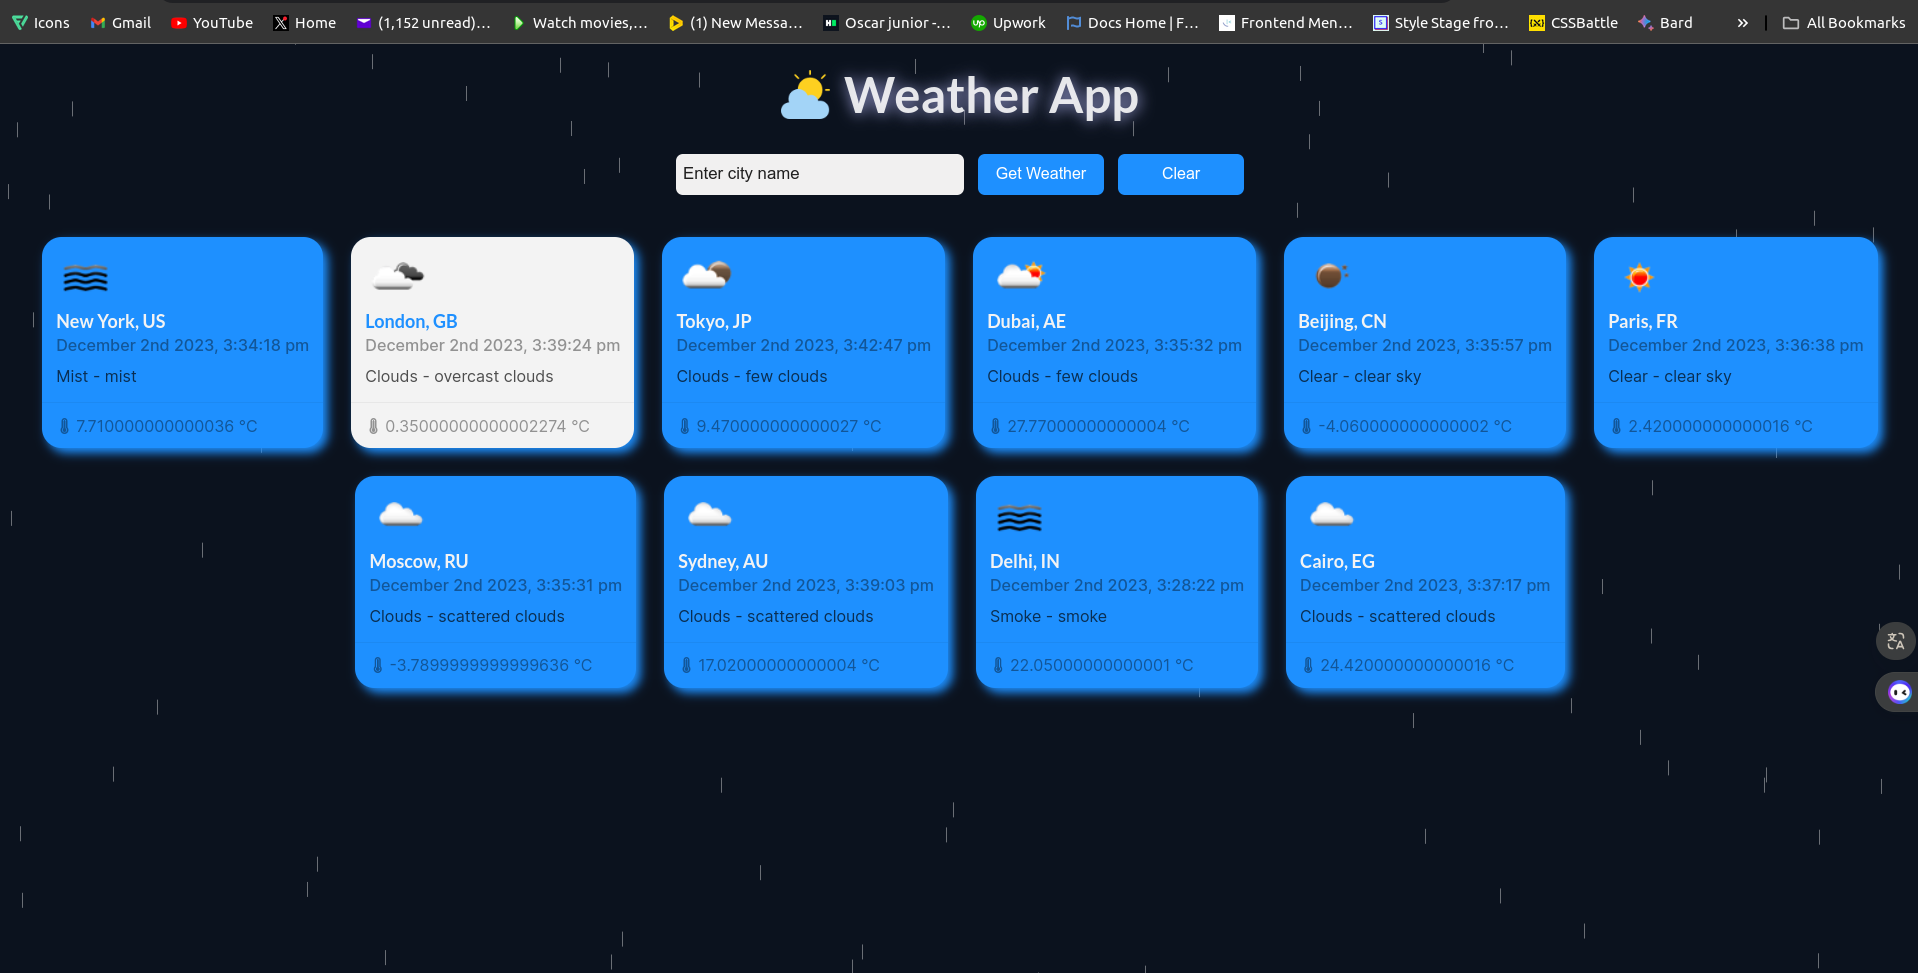 Icons Gmail YouTube Home (1,152 unread)... Watch movies,... (1) New Messa... Oscar junior -... Upwork Docs Home | F... Frontend Men... Style Stage fro... CSSBattle Bard » All Bookmarks
Weather App
Enter city name Get Weather Clear
New York, US
December 2nd 2023, 3:34:18 pm
Mist - mist
7.710000000000036 °C
London, GB
December 2nd 2023, 3:39:24 pm
Clouds - overcast clouds
0.35000000000002274 °C
Tokyo, JP
December 2nd 2023, 3:42:47 pm
Clouds - few clouds
9.470000000000027 °C
Dubai, AE
December 2nd 2023, 3:35:32 pm
Clouds - few clouds
27.77000000000004 °C
Beijing, CN
December 2nd 2023, 3:35:57 pm
Clear - clear sky
-4.060000000000002 °C
Paris, FR
December 2nd 2023, 3:36:38 pm
Clear - clear sky
2.420000000000016 °C
Moscow, RU
December 2nd 2023, 3:35:31 pm
Clouds - scattered clouds
-3.7899999999999636 °C
Sydney, AU
December 2nd 2023, 3:39:03 pm
Clouds - scattered clouds
17.02000000000004 °C
Delhi, IN
December 2nd 2023, 3:28:22 pm
Smoke - smoke
22.05000000000001 °C
Cairo, EG
December 2nd 2023, 3:37:17 pm
Clouds - scattered clouds
24.420000000000016 °C